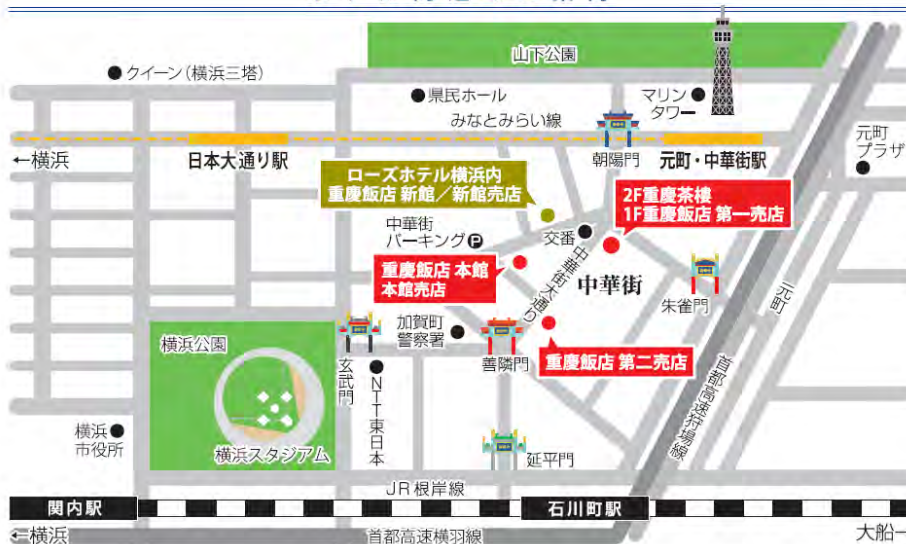 山下公園
クイーン（横浜三塔）
県民ホール
マリン
タワー
みなとみらい線
元町
プラザ
←横浜
日本大通り駅
朝陽門
元町・中華街駅
ローズホテル横浜内
重慶飯店 新館／新館売店
2F重慶茶樓
1F重慶飯店 第一売店
中華街
パーキング P
交番
中華街大通り
中華街
重慶飯店 本館
本館売店
朱雀門
元町
横浜公園
加賀町
警察署
玄武門
善隣門
重慶飯店 第二売店
首都高速狩場線
NTT東日本
横浜
市役所
横浜スタジアム
延平門
JR根岸線
関内駅
石川町駅
←横浜
首都高速横羽線
大船